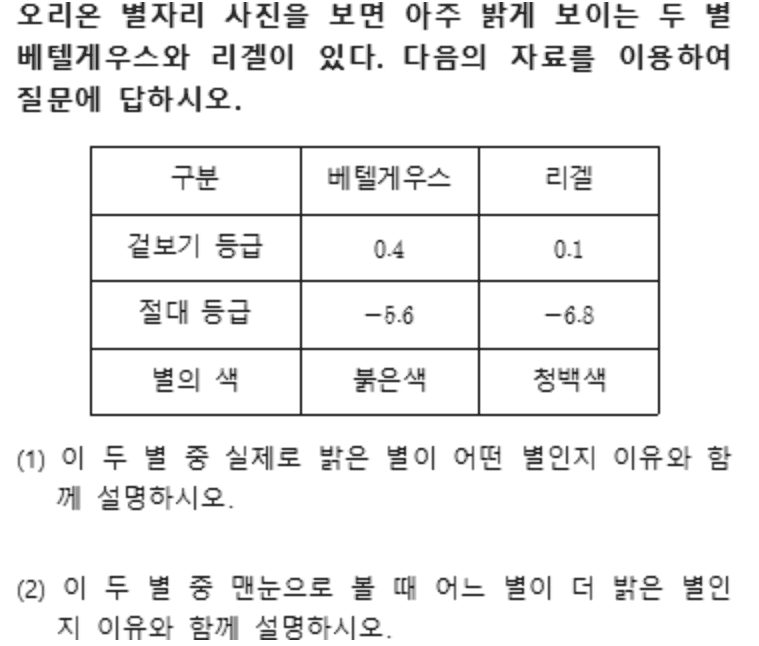 오리온 별자리 사진을 보면 아주 밝게 보이는 두 별
베텔게우스와 리겔이 있다. 다음의 자료를 이용하여
질문에 답하시오.
구분 베텔게우스 리겔
겉보기 등급 0.4 0.1
절대 등급 −5.6 −6.8
별의 색 붉은색 청백색
(1) 이 두 별 중 실제로 밝은 별이 어떤 별인지 이유와 함
께 설명하시오.
(2) 이 두 별 중 맨눈으로 볼 때 어느 별이 더 밝은 별인
지 이유와 함께 설명하시오.